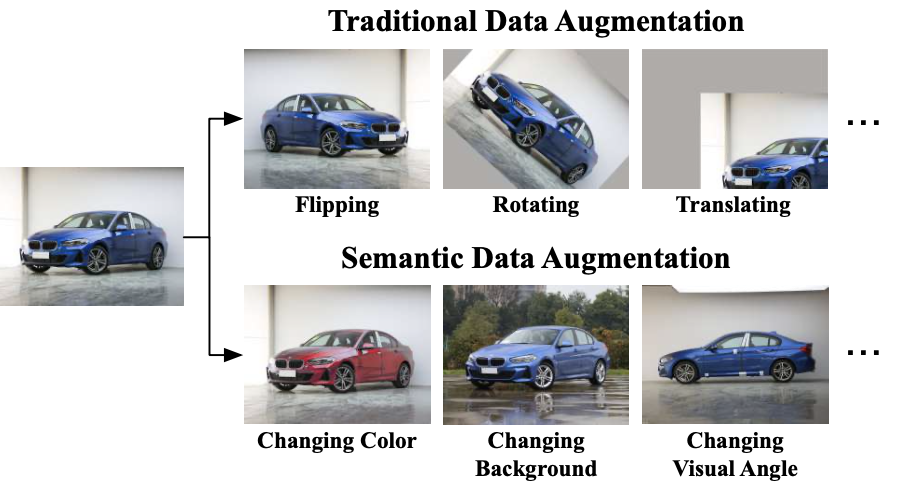 Traditional Data Augmentation
Flipping
Rotating
Translating
...
Semantic Data Augmentation
Changing Color
Changing
Background
Changing
Visual Angle
...